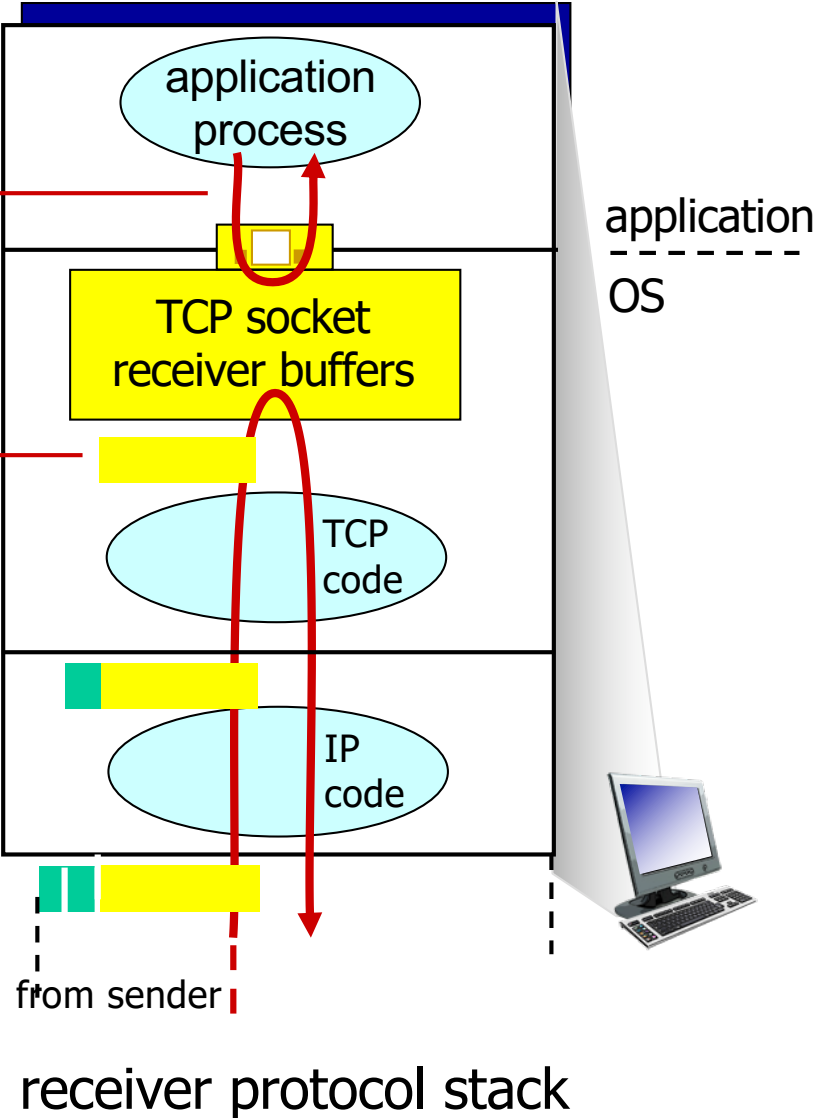 application
process
application
OS
TCP socket
receiver buffers
TCP
code
IP
code
from sender
receiver protocol stack